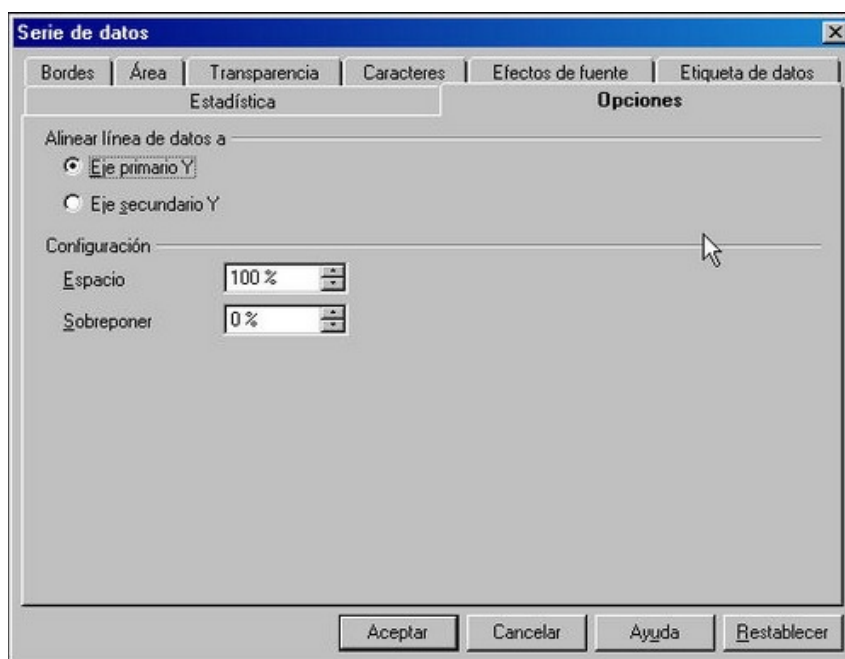 Serie de datos
Bordes Área Transparencia Caracteres Efectos de fuente Etiqueta de datos
Estadística Opciones
Alinear línea de datos a
Eje primario Y
Eje secundario Y
Configuración
Espacio 100 %
Sobreponer 0 %
Aceptar Cancelar Ayuda Restablecer